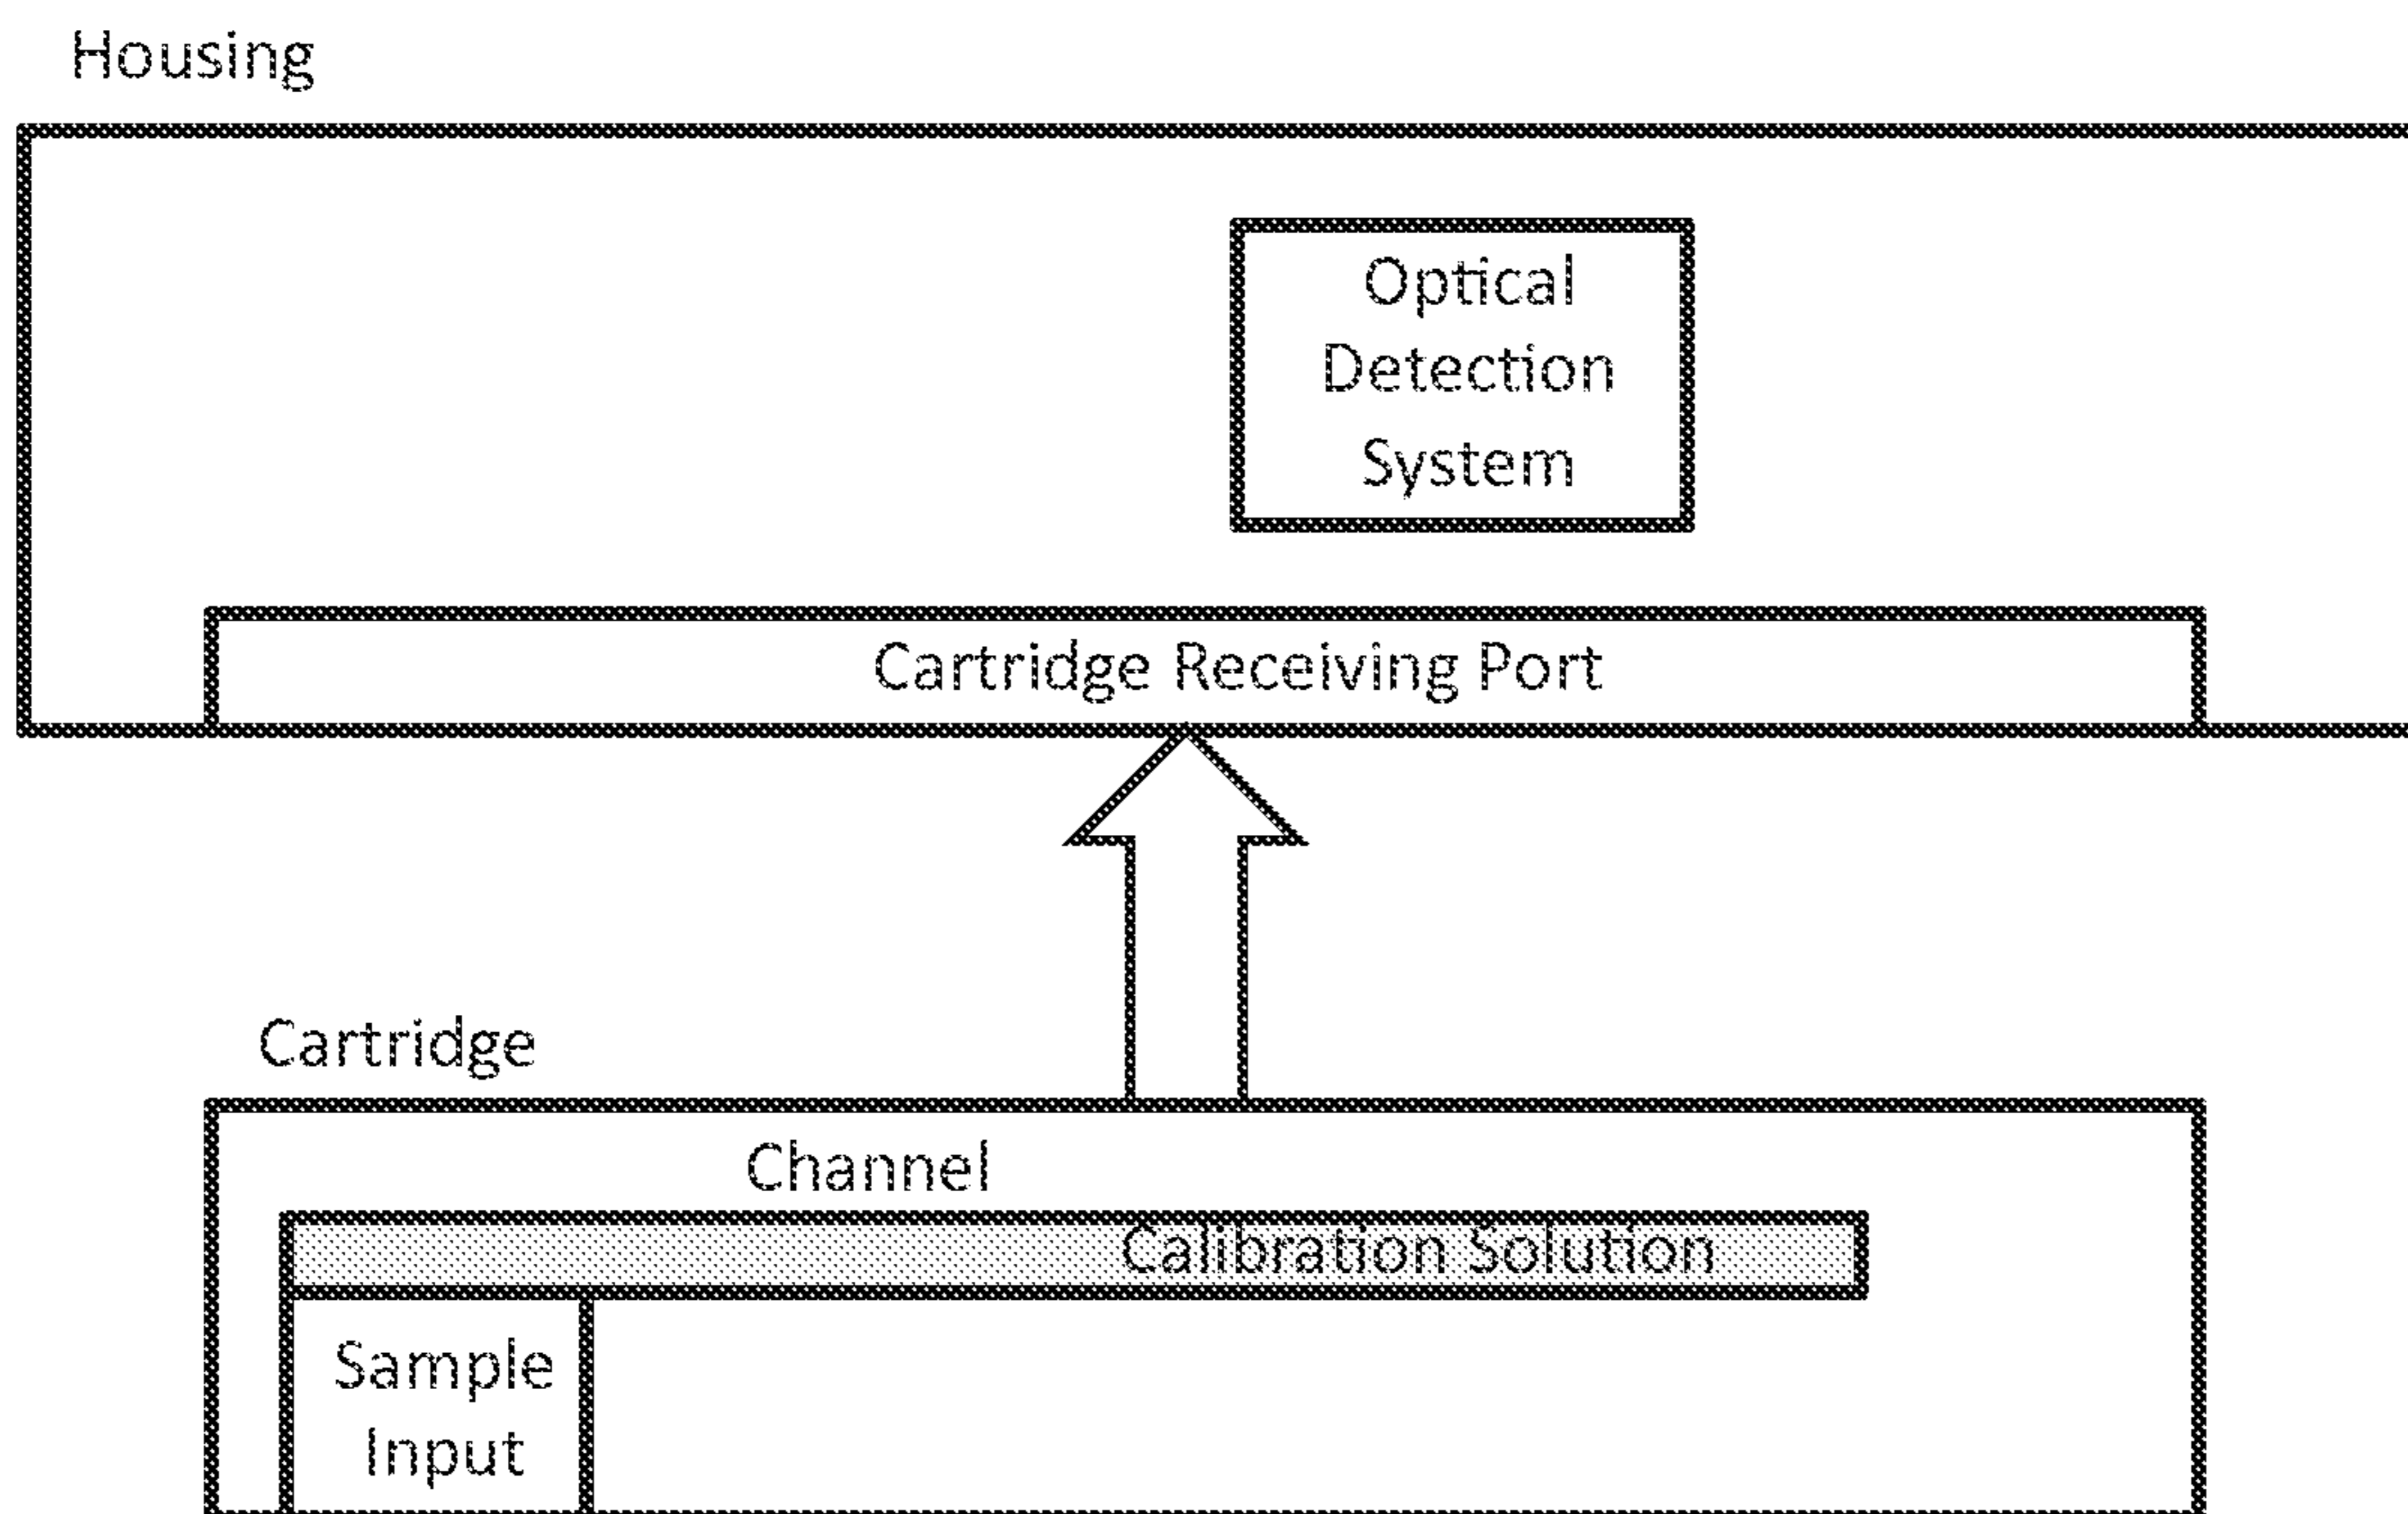 Housing
Optical
Detection
System
Cartridge Receiving Port
Cartridge
Channel
Calibration Solution
Sample
Input